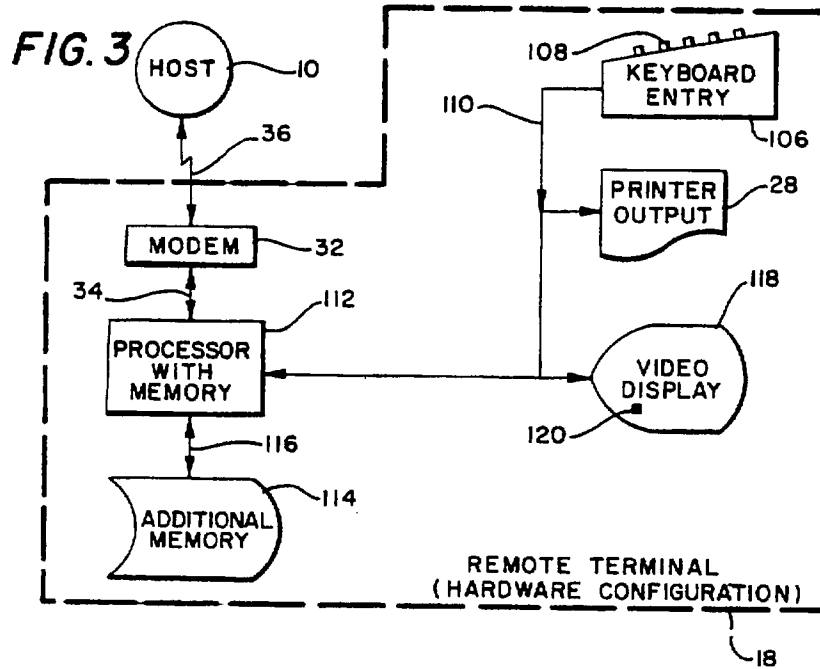 FIG. 3
HOST
10
36
MODEM
32
34
112
PROCESSOR
WITH
MEMORY
116
114
ADDITIONAL
MEMORY
108
KEYBOARD
ENTRY
110
106
PRINTER
OUTPUT
28
118
VIDEO
DISPLAY
120
REMOTE TERMINAL
(HARDWARE CONFIGURATION)
18